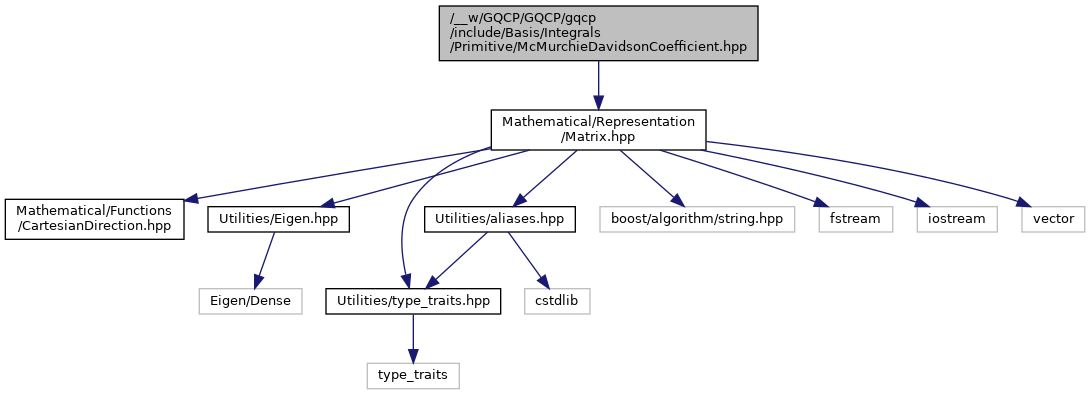 /__w/GQCP/GQCP/gqcp
/include/Basis/Integrals
/Primitive/McMurchieDavidsonCoefficient.hpp
Mathematical/Representation
/Matrix.hpp
Mathematical/Functions
/CartesianDirection.hpp
Utilities/Eigen.hpp
Utilities/aliases.hpp
boost/algorithm/string.hpp
fstream
iostream
vector
Eigen/Dense
Utilities/type_traits.hpp
cstdlib
type_traits